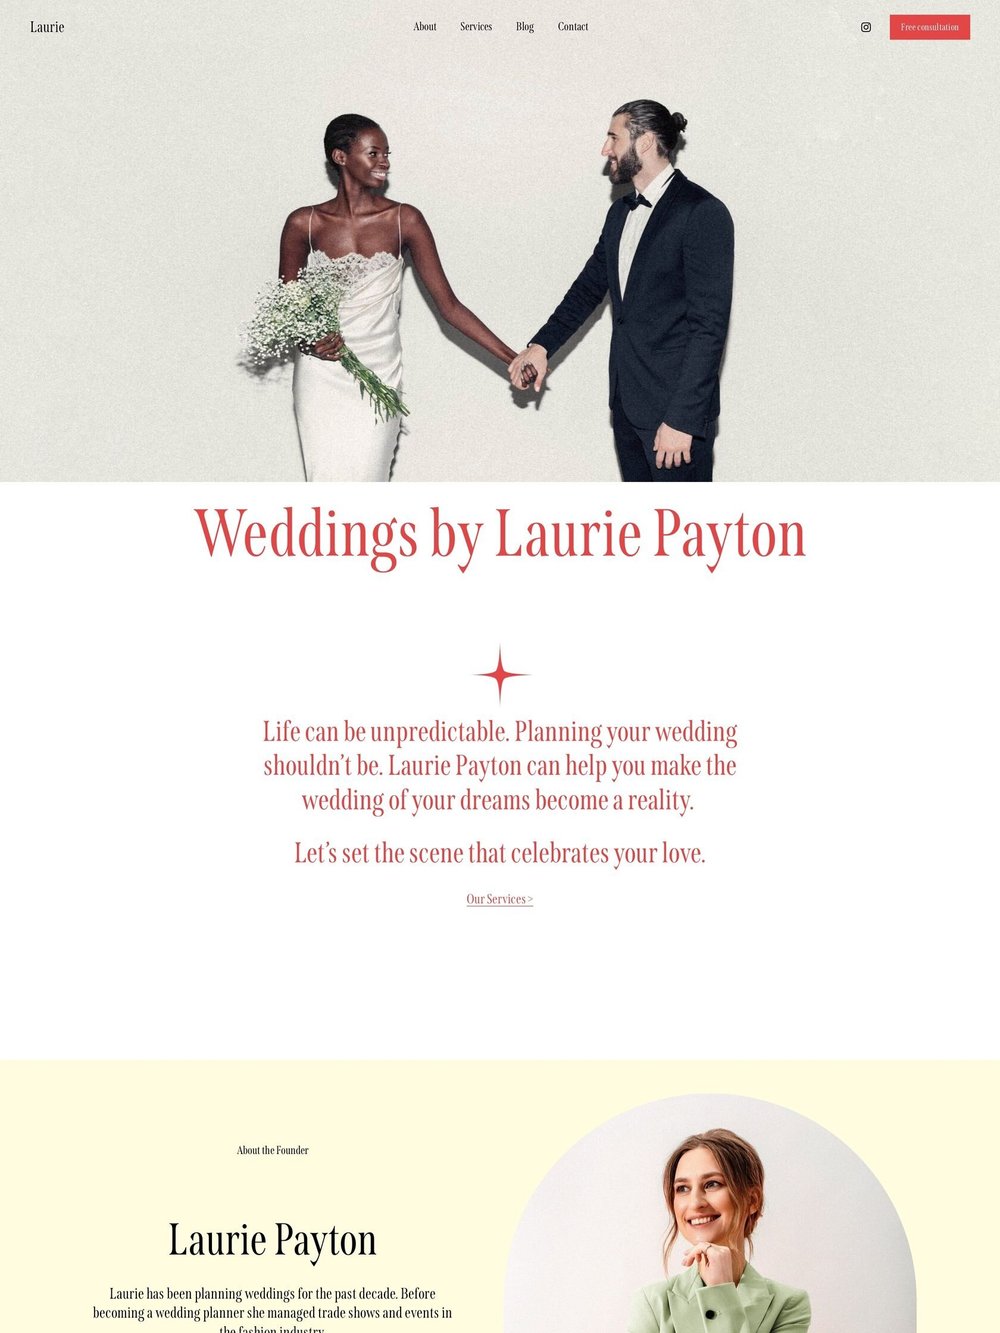 Laurie
About Services Blog Contact
Free consultation
Weddings by Laurie Payton
Life can be unpredictable. Planning your wedding
shouldn’t be. Laurie Payton can help you make the
wedding of your dreams become a reality.
Let’s set the scene that celebrates your love.
Our Services >
About the Founder
Laurie Payton
Laurie has been planning weddings for the past decade. Before
becoming a wedding planner she managed trade shows and events in
the fashion industry.